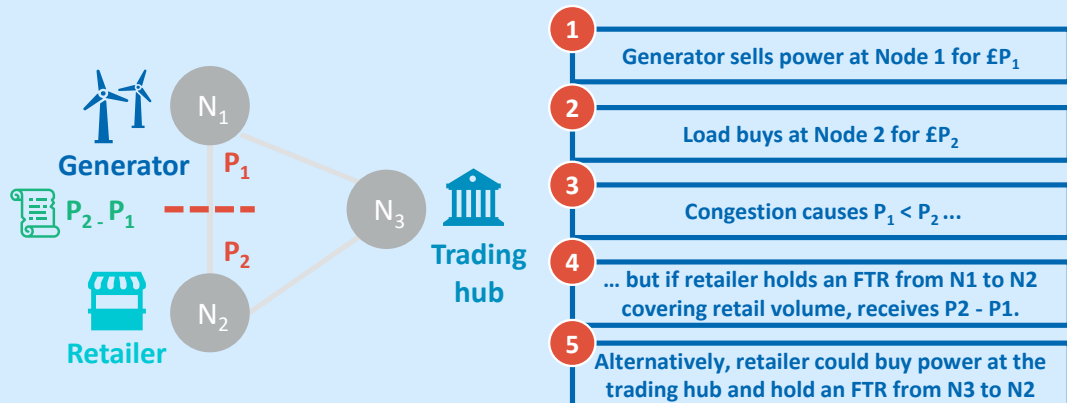 N₁
Generator
P₁
P₂ - P₁
N₃
P₂
Trading
hub
N₂
Retailer
1
Generator sells power at Node 1 for £P₁
2
Load buys at Node 2 for £P₂
3
Congestion causes P₁ < P₂ ...
4
... but if retailer holds an FTR from N1 to N2
covering retail volume, receives P2 - P1.
5
Alternatively, retailer could buy power at the
trading hub and hold an FTR from N3 to N2